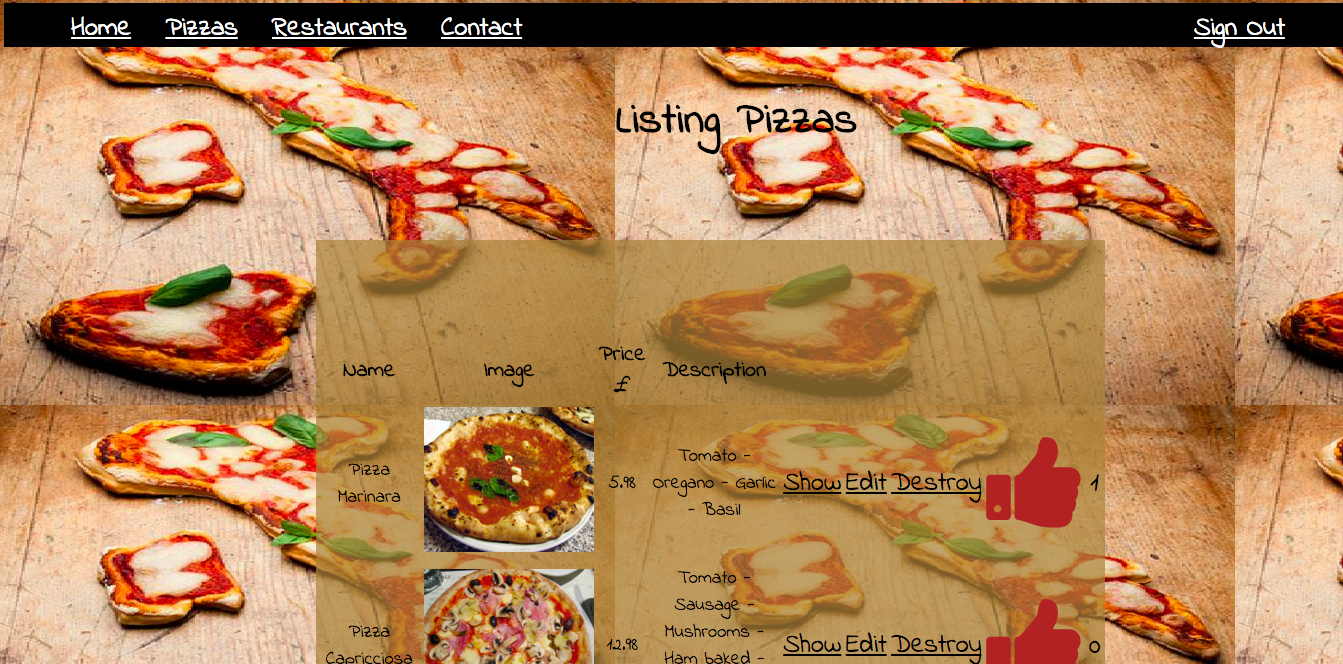 Home Pizzas Restaurants Contact Sign Out
Listing Pizzas
Name Image Price £ Description
Pizza Marinara
5.98
Tomato -
Oregano - Garlic
- Basil
Show Edit Destroy 1
Pizza
Capricciosa
12.98
Tomato -
Sausage -
Mushrooms -
Ham baked -
Show Edit Destroy 0